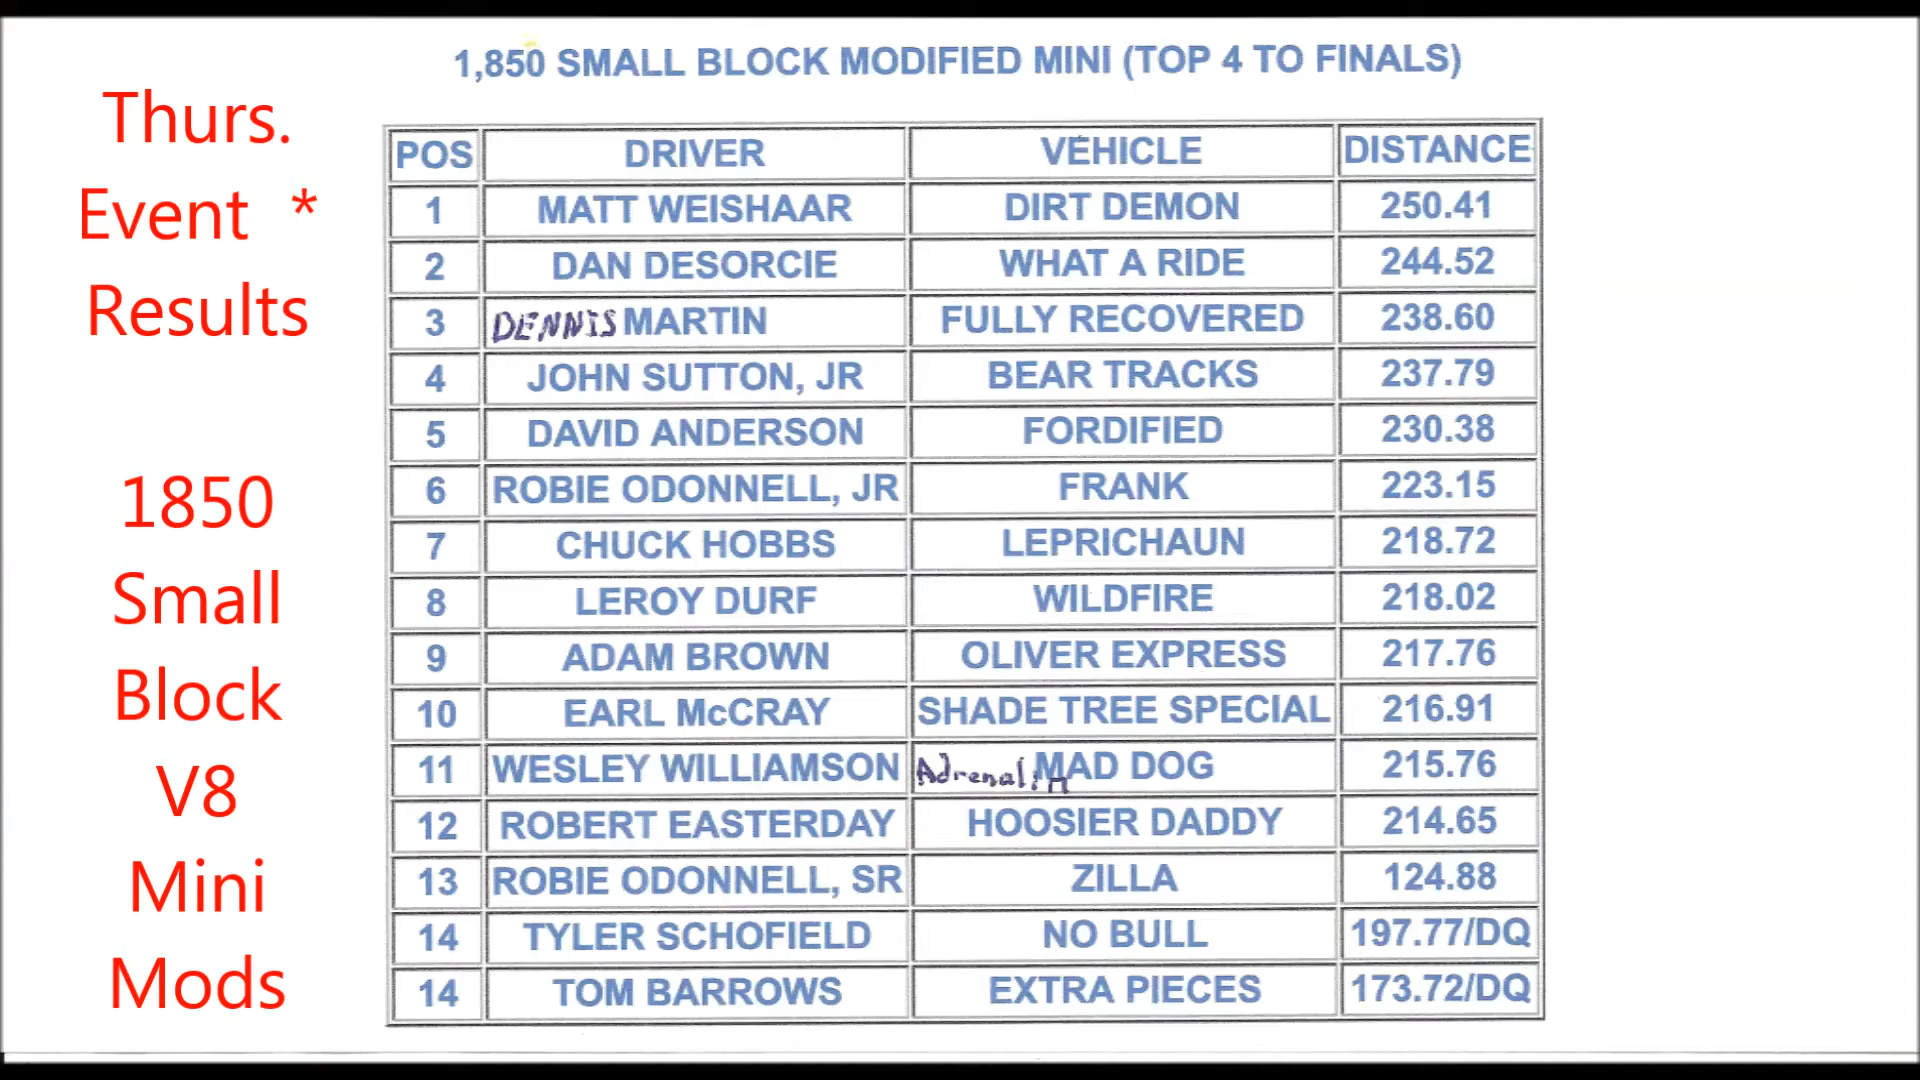 1,850 SMALL BLOCK MODIFIED MINI (TOP 4 TO FINALS)
Thurs.
Event *
Results
1850
Small
Block
V8
Mini
Mods
POS DRIVER VEHICLE DISTANCE
1 MATT WEISHAAR DIRT DEMON 250.41
2 DAN DESORCIE WHAT A RIDE 244.52
3 DENNIS MARTIN FULLY RECOVERED 238.60
4 JOHN SUTTON, JR BEAR TRACKS 237.79
5 DAVID ANDERSON FORDIFIED 230.38
6 ROBIE ODONNELL, JR FRANK 223.15
7 CHUCK HOBBS LEPRICHAUN 218.72
8 LEROY DURF WILDFIRE 218.02
9 ADAM BROWN OLIVER EXPRESS 217.76
10 EARL McCRAY SHADE TREE SPECIAL 216.91
11 WESLEY WILLIAMSON Adrenalin MAD DOG 215.76
12 ROBERT EASTERDAY HOOSIER DADDY 214.65
13 ROBIE ODONNELL, SR ZILLA 124.88
14 TYLER SCHOFIELD NO BULL 197.77/DQ
14 TOM BARROWS EXTRA PIECES 173.72/DQ